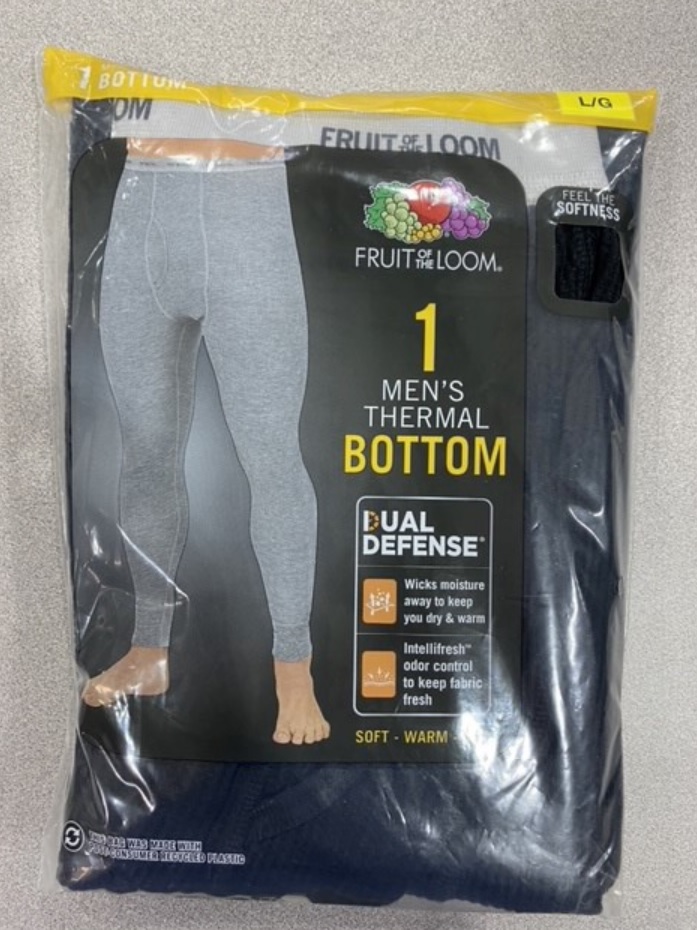 1 BOTTOM
L/G
OM
FRUIT OF THE LOOM
FEEL THE
SOFTNESS
FRUIT OF THE LOOM®
1
MEN'S
THERMAL
BOTTOM
DUAL
DEFENSE®
Wicks moisture
away to keep
you dry & warm
Intellifresh™
odor control
to keep fabric
fresh
SOFT - WARM -
THIS BAG WAS MADE WITH
POST-CONSUMER RECYCLED PLASTIC